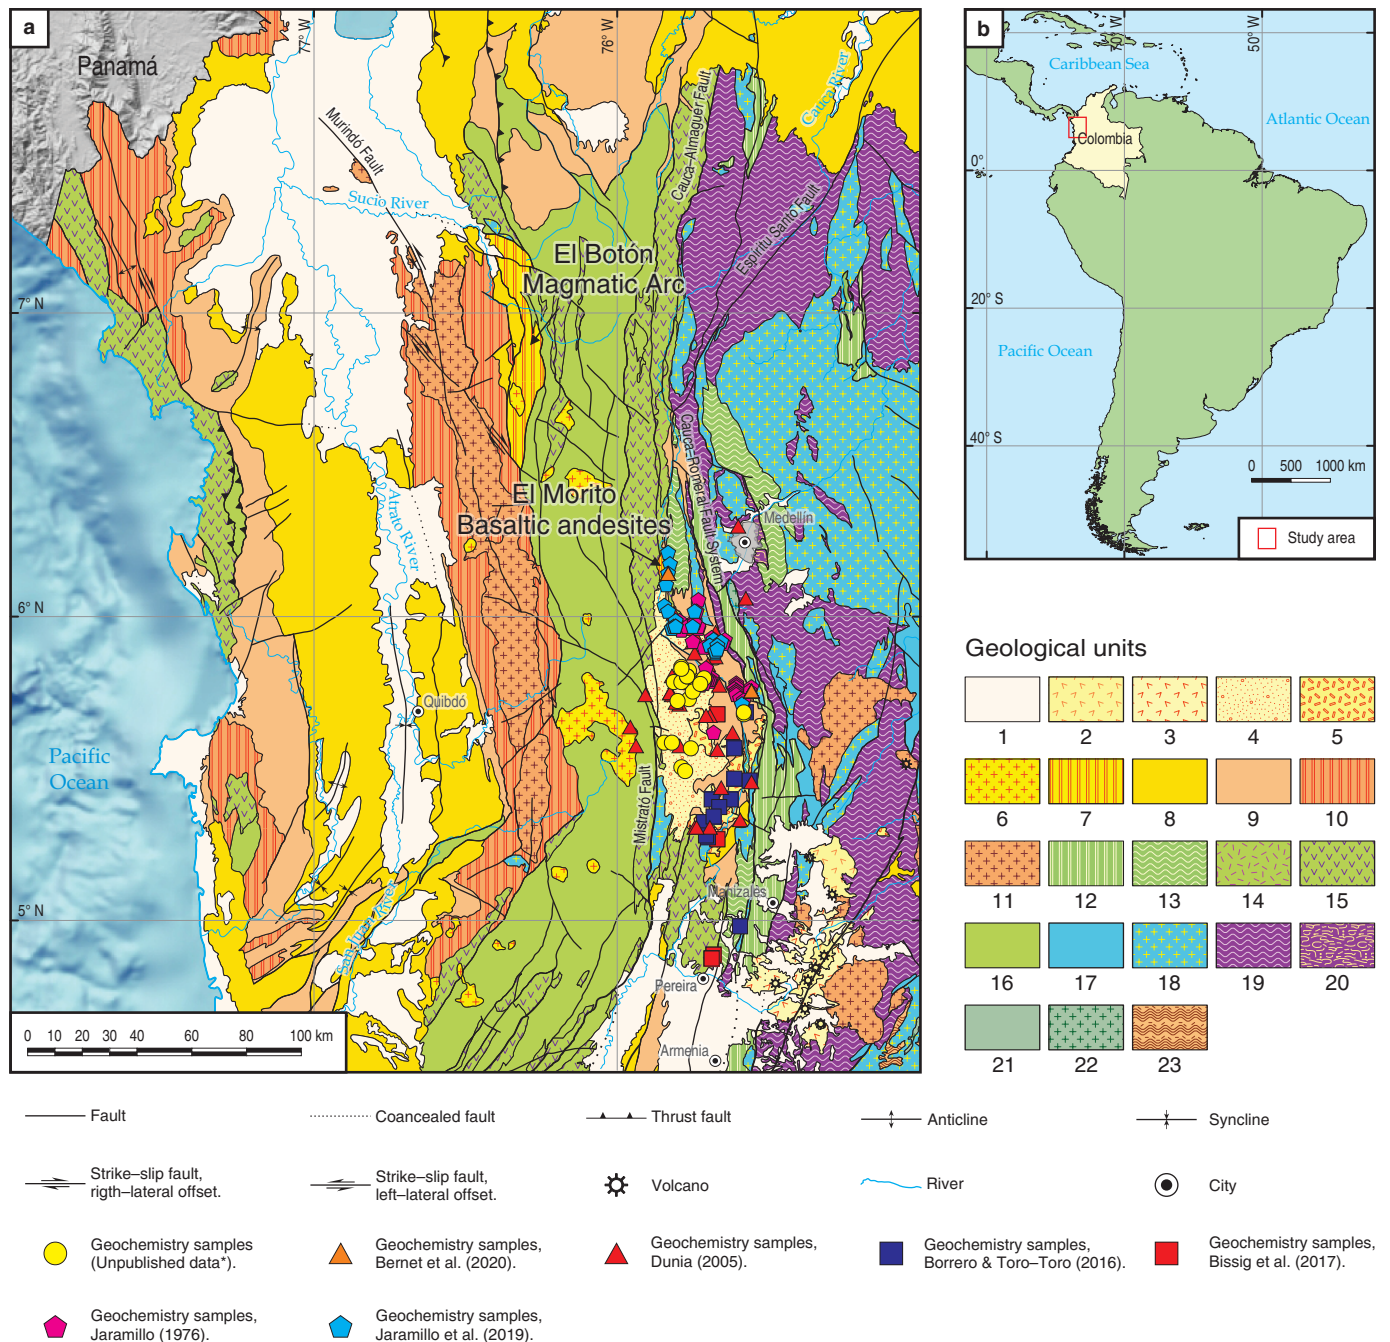 a
Panamá
77° W
76° W
Murindó Fault
Sucio River
Cauca–Almaguer Fault
Cauca River
Espíritu Santo Fault
El Botón
Magmatic Arc
7° N
Cauca–Romeral Fault System
El Morito
Basaltic andesites
Medellín
Atrato River
6° N
Quibdó
Pacific
Ocean
Mistrató Fault
Manizales
5° N
San Juan River
Pereira
Armenia
0 10 20 40 60 80 100 km
b
70° W
50° W
Caribbean Sea
Atlantic Ocean
Colombia
0°
20° S
Pacific Ocean
40° S
0 500 1000 km
Study area
Geological units
1 2 3 4 5
6 7 8 9 10
11 12 13 14 15
16 17 18 19 20
21 22 23
Fault
Coancealed fault
Thrust fault
Anticline
Syncline
Strike–slip fault,
rigth–lateral offset.
Strike–slip fault,
left–lateral offset.
Volcano
River
City
Geochemistry samples
(Unpublished data*).
Geochemistry samples,
Bernet et al. (2020).
Geochemistry samples,
Dunia (2005).
Geochemistry samples,
Borrero & Toro–Toro (2016).
Geochemistry samples,
Bissig et al. (2017).
Geochemistry samples,
Jaramillo (1976).
Geochemistry samples,
Jaramillo et al. (2019).